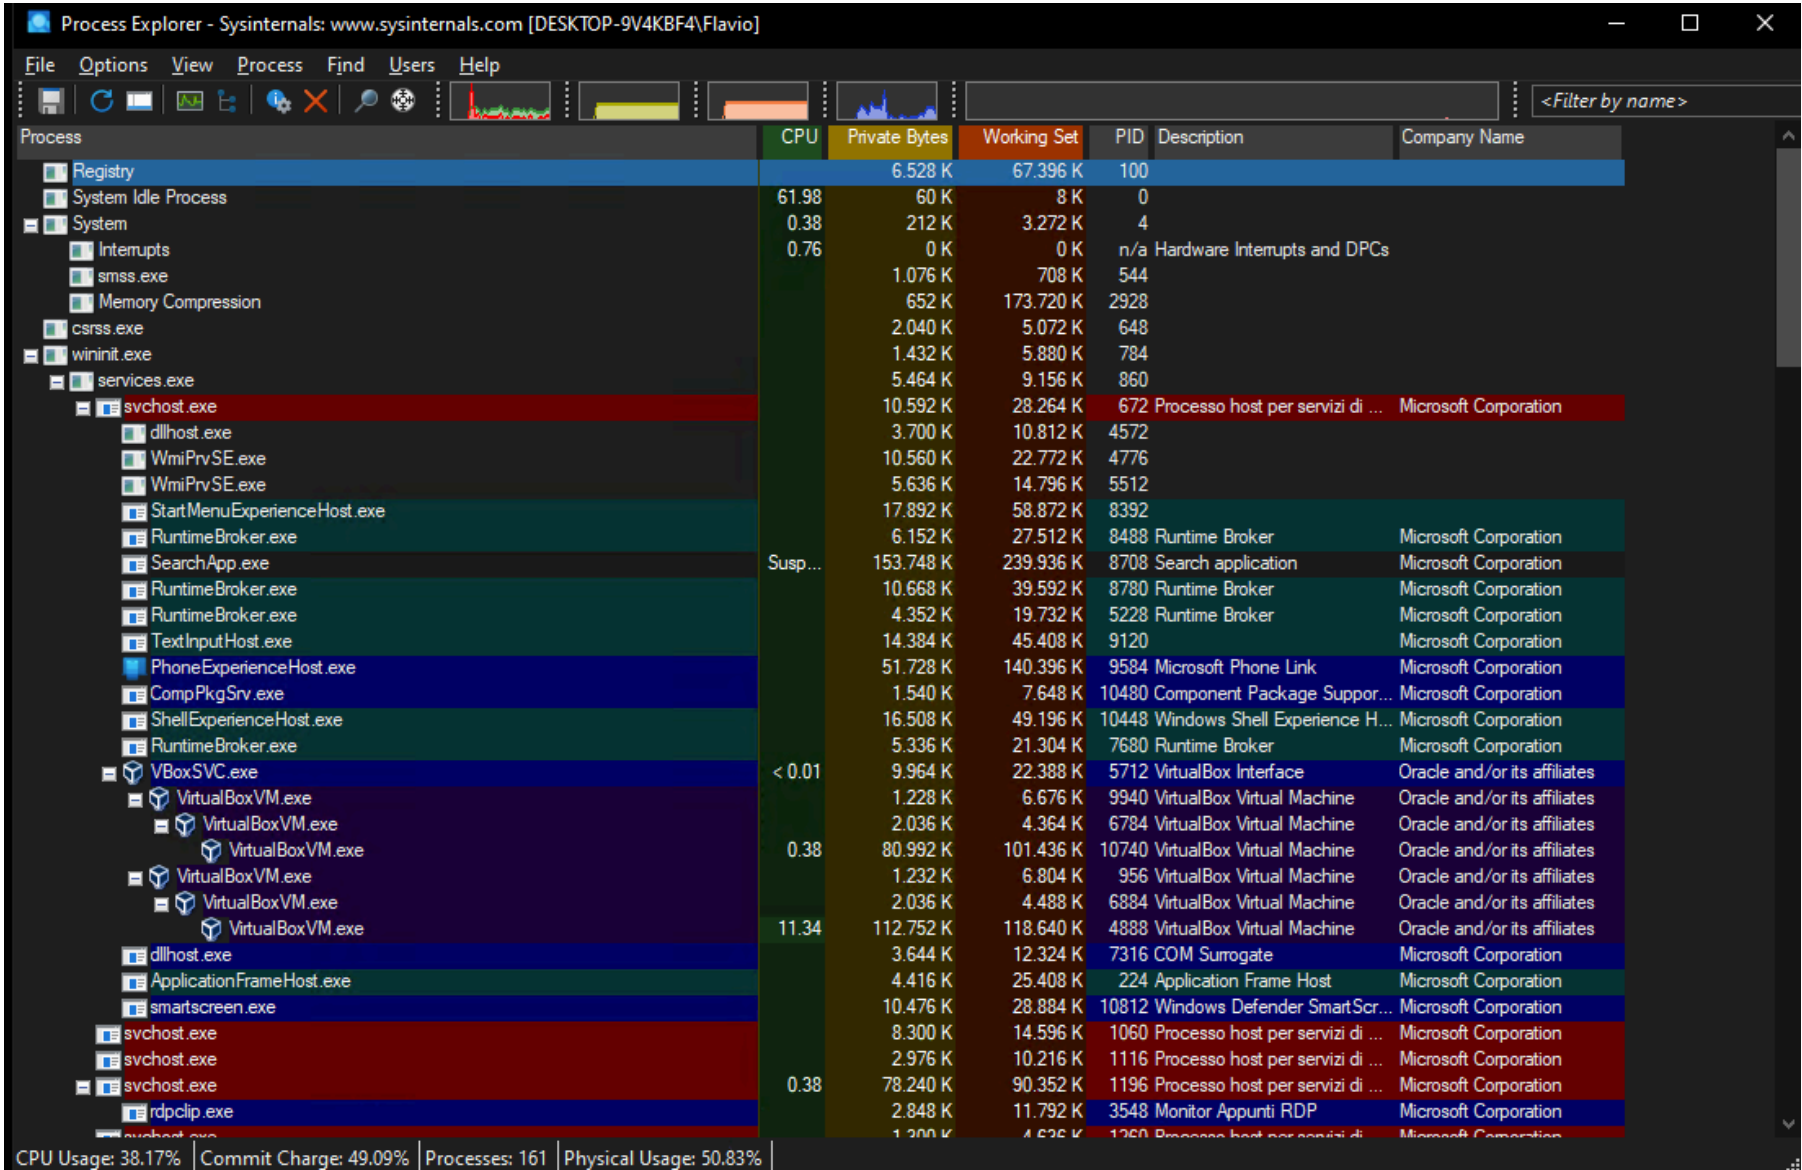 Process Explorer - Sysinternals: www.sysinternals.com [DESKTOP-9V4KBF4\Flavio]
File Options View Process Find Users Help
<Filter by name>
Process CPU Private Bytes Working Set PID Description Company Name
Registry 6.528 K 67.396 K 100
System Idle Process 61.98 60 K 8 K 0
System 0.38 212 K 3.272 K 4
Interrupts 0.76 0 K 0 K n/a Hardware Interrupts and DPCs
smss.exe 1.076 K 708 K 544
Memory Compression 652 K 173.720 K 2928
csrss.exe 2.040 K 5.072 K 648
wininit.exe 1.432 K 5.880 K 784
services.exe 5.464 K 9.156 K 860
svchost.exe 10.592 K 28.264 K 672 Processo host per servizi di ... Microsoft Corporation
dllhost.exe 3.700 K 10.812 K 4572
WmiPrvSE.exe 10.560 K 22.772 K 4776
WmiPrvSE.exe 5.636 K 14.796 K 5512
StartMenuExperienceHost.exe 17.892 K 58.872 K 8392
RuntimeBroker.exe 6.152 K 27.512 K 8488 Runtime Broker Microsoft Corporation
SearchApp.exe Susp... 153.748 K 239.936 K 8708 Search application Microsoft Corporation
RuntimeBroker.exe 10.668 K 39.592 K 8780 Runtime Broker Microsoft Corporation
RuntimeBroker.exe 4.352 K 19.732 K 5228 Runtime Broker Microsoft Corporation
TextInputHost.exe 14.384 K 45.408 K 9120 Microsoft Corporation
PhoneExperienceHost.exe 51.728 K 140.396 K 9584 Microsoft Phone Link Microsoft Corporation
CompPkgSrv.exe 1.540 K 7.648 K 10480 Component Package Suppor... Microsoft Corporation
ShellExperienceHost.exe 16.508 K 49.196 K 10448 Windows Shell Experience H... Microsoft Corporation
RuntimeBroker.exe 5.336 K 21.304 K 7680 Runtime Broker Microsoft Corporation
VBoxSVC.exe < 0.01 9.964 K 22.388 K 5712 VirtualBox Interface Oracle and/or its affiliates
VirtualBoxVM.exe 1.228 K 6.676 K 9940 VirtualBox Virtual Machine Oracle and/or its affiliates
VirtualBoxVM.exe 2.036 K 4.364 K 6784 VirtualBox Virtual Machine Oracle and/or its affiliates
VirtualBoxVM.exe 0.38 80.992 K 101.436 K 10740 VirtualBox Virtual Machine Oracle and/or its affiliates
VirtualBoxVM.exe 1.232 K 6.804 K 956 VirtualBox Virtual Machine Oracle and/or its affiliates
VirtualBoxVM.exe 2.036 K 4.488 K 6884 VirtualBox Virtual Machine Oracle and/or its affiliates
VirtualBoxVM.exe 11.34 112.752 K 118.640 K 4888 VirtualBox Virtual Machine Oracle and/or its affiliates
dllhost.exe 3.644 K 12.324 K 7316 COM Surrogate Microsoft Corporation
ApplicationFrameHost.exe 4.416 K 25.408 K 224 Application Frame Host Microsoft Corporation
smartscreen.exe 10.476 K 28.884 K 10812 Windows Defender SmartScr... Microsoft Corporation
svchost.exe 8.300 K 14.596 K 1060 Processo host per servizi di ... Microsoft Corporation
svchost.exe 2.976 K 10.216 K 1116 Processo host per servizi di ... Microsoft Corporation
svchost.exe 0.38 78.240 K 90.352 K 1196 Processo host per servizi di ... Microsoft Corporation
rdpclip.exe 2.848 K 11.792 K 3548 Monitor Appunti RDP Microsoft Corporation
svchost.exe 1.300 K 4.636 K 1260 Processo host per servizi di Microsoft Corporation
CPU Usage: 38.17% Commit Charge: 49.09% Processes: 161 Physical Usage: 50.83%